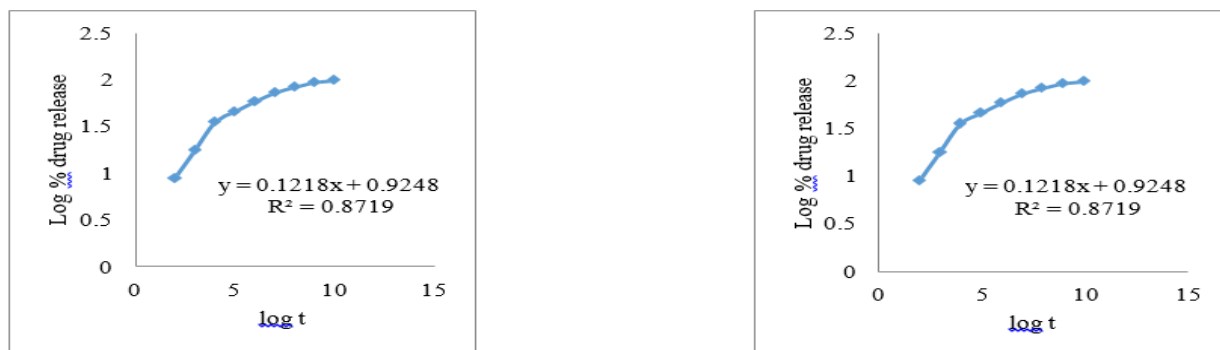 2.5
2
1.5
1
0.5
0
Log % drug release
y = 0.1218x + 0.9248
R² = 0.8719
0 5 10 15
log t
2.5
2
1.5
1
0.5
0
Log % drug release
y = 0.1218x + 0.9248
R² = 0.8719
0 5 10 15
log t